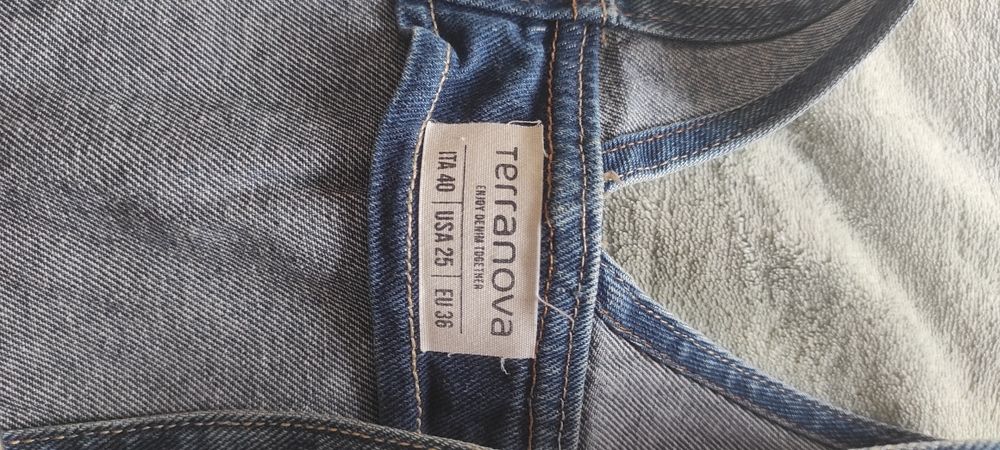 Terranova
ENJOY DENIM TOGETHER
ITA 40 | USA 25 | EU 36